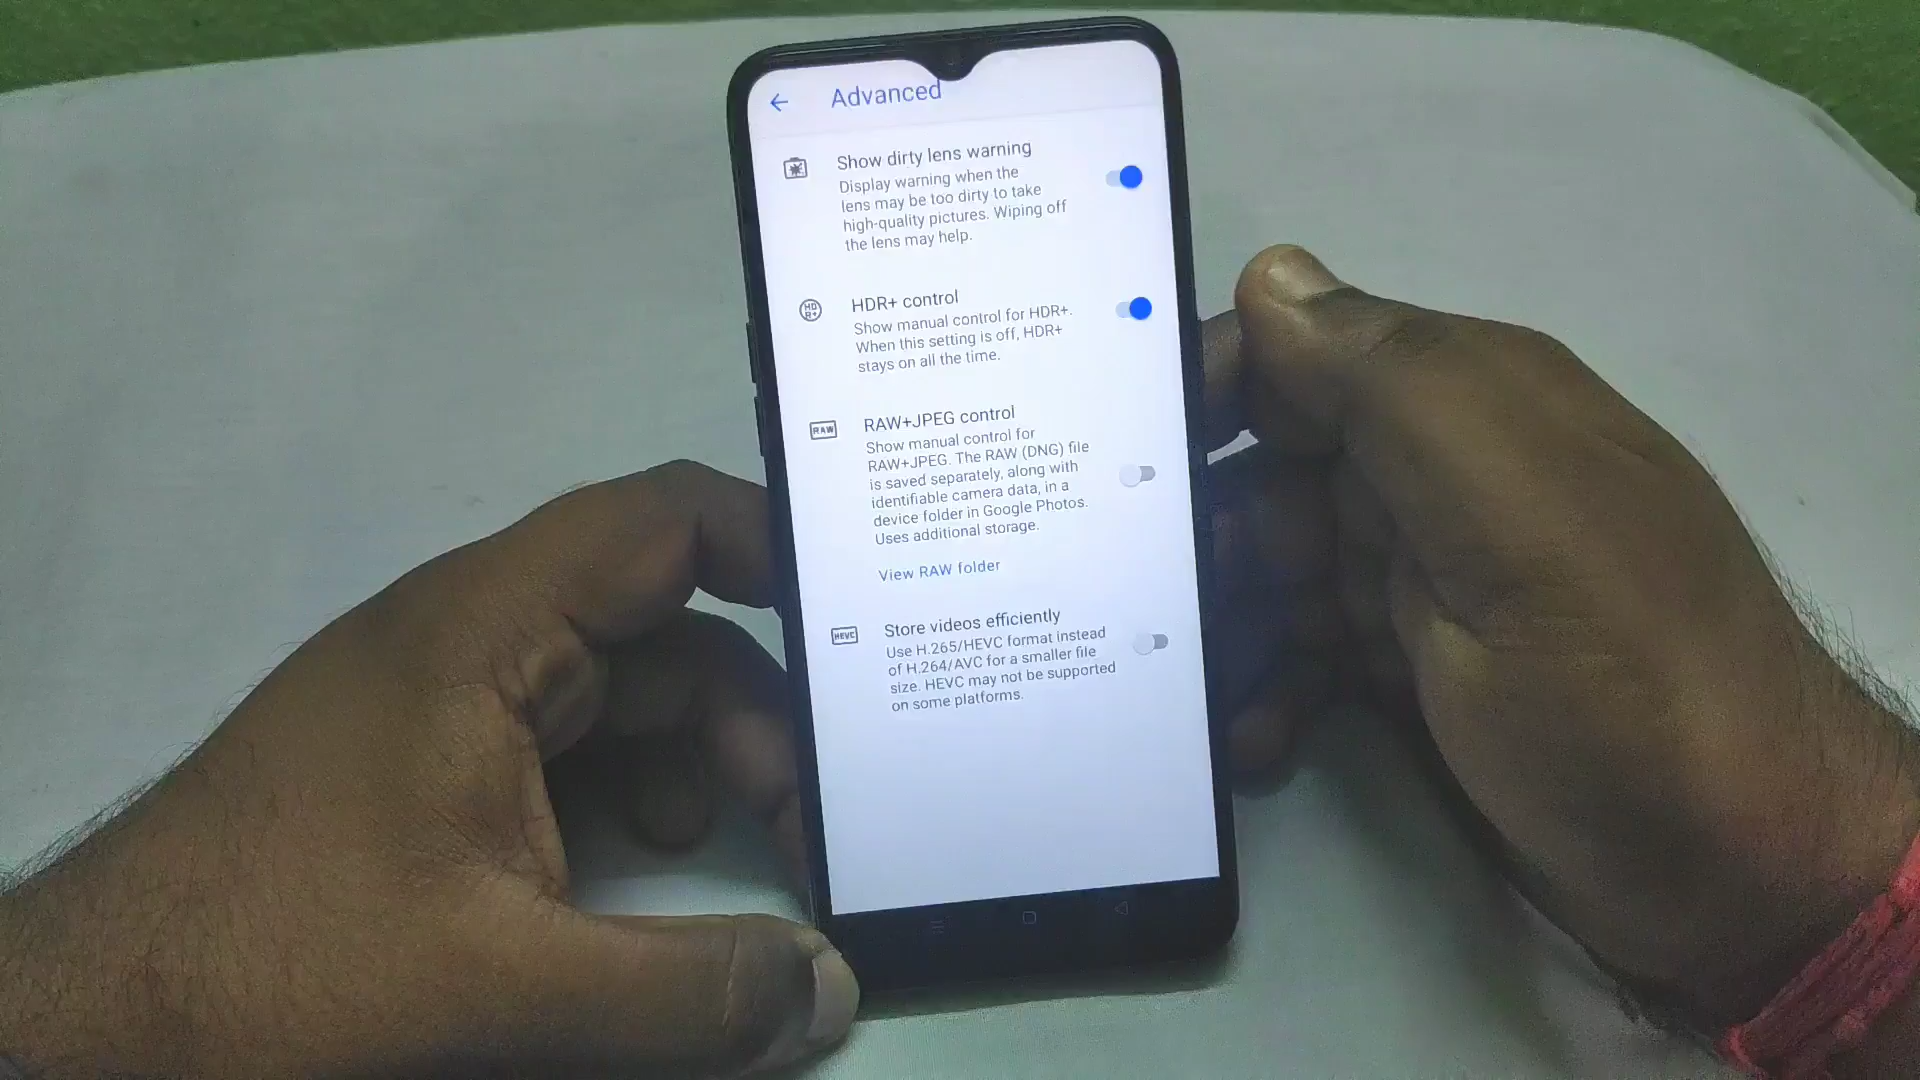 Advanced
Show dirty lens warning
Display warning when the
lens may be too dirty to take
high-quality pictures. Wiping off
the lens may help.
HD
R+
HDR+ control
Show manual control for HDR+.
When this setting is off, HDR+
stays on all the time.
RAW
RAW+JPEG control
Show manual control for
RAW+JPEG. The RAW (DNG) file
is saved separately, along with
identifiable camera data, in a
device folder in Google Photos.
Uses additional storage.
View RAW folder
HEVC
Store videos efficiently
Use H.265/HEVC format instead
of H.264/AVC for a smaller file
size. HEVC may not be supported
on some platforms.